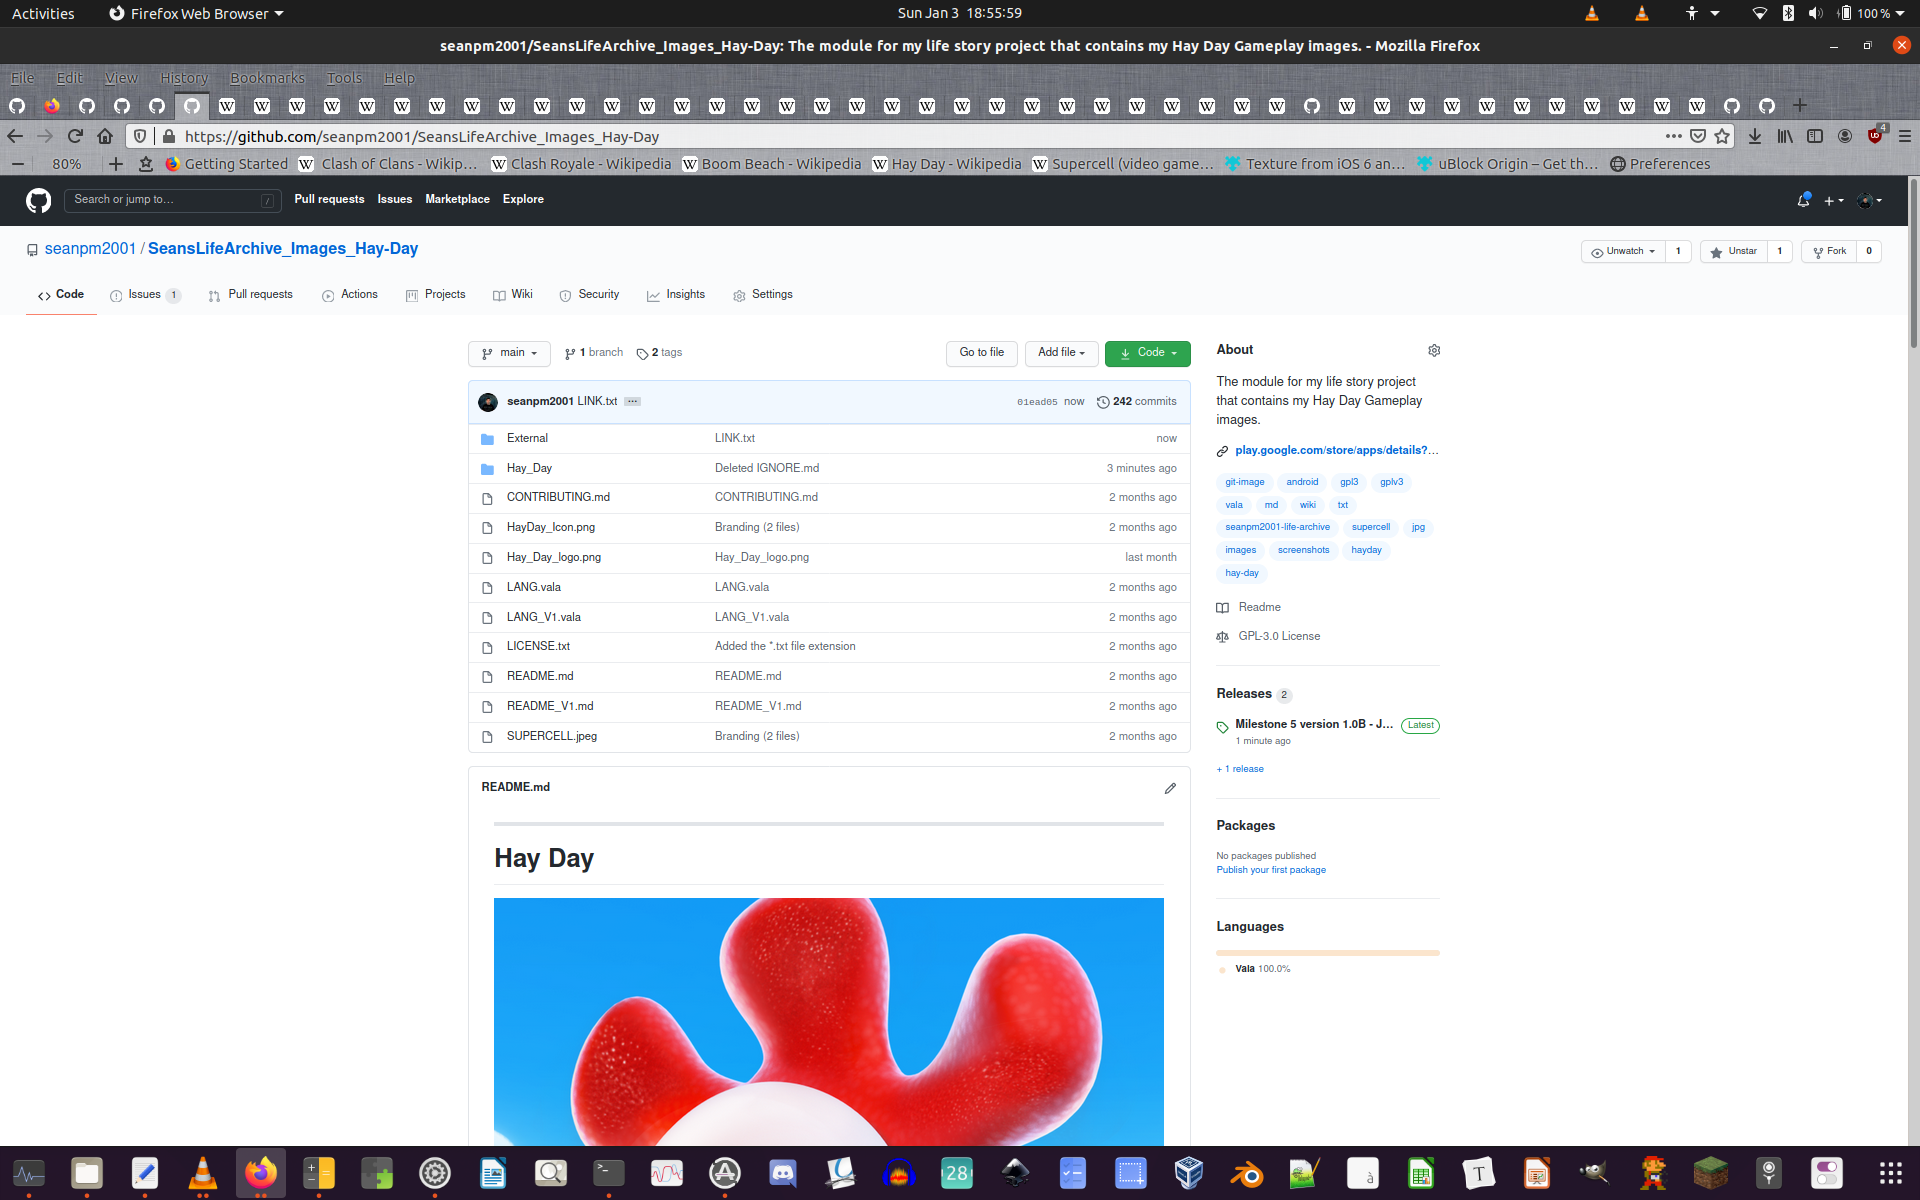 Activities Firefox Web Browser Sun Jan 3 18:55:59 100 %
seanpm2001/SeansLifeArchive_Images_Hay-Day: The module for my life story project that contains my Hay Day Gameplay images. - Mozilla Firefox
File Edit View History Bookmarks Tools Help
https://github.com/seanpm2001/SeansLifeArchive_Images_Hay-Day 4
80% Getting Started Clash of Clans - Wikip… Clash Royale - Wikipedia Boom Beach - Wikipedia Hay Day - Wikipedia Supercell (video game… Texture from iOS 6 an… uBlock Origin – Get th… Preferences
Search or jump to… / Pull requests Issues Marketplace Explore
seanpm2001 / SeansLifeArchive_Images_Hay-Day Unwatch 1 Unstar 1 Fork 0
Code Issues 1 Pull requests Actions Projects Wiki Security Insights Settings
main 1 branch 2 tags Go to file Add file Code
seanpm2001 LINK.txt … 01ead05 now 242 commits
External LINK.txt now
Hay_Day Deleted IGNORE.md 3 minutes ago
CONTRIBUTING.md CONTRIBUTING.md 2 months ago
HayDay_Icon.png Branding (2 files) 2 months ago
Hay_Day_logo.png Hay_Day_logo.png last month
LANG.vala LANG.vala 2 months ago
LANG_V1.vala LANG_V1.vala 2 months ago
LICENSE.txt Added the *.txt file extension 2 months ago
README.md README.md 2 months ago
README_V1.md README_V1.md 2 months ago
SUPERCELL.jpeg Branding (2 files) 2 months ago
README.md
Hay Day
About
The module for my life story project
that contains my Hay Day Gameplay
images.
play.google.com/store/apps/details?…
git-image android gpl3 gplv3
vala md wiki txt
seanpm2001-life-archive supercell jpg
images screenshots hayday
hay-day
Readme
GPL-3.0 License
Releases 2
Milestone 5 version 1.0B - J… Latest
1 minute ago
+ 1 release
Packages
No packages published
Publish your first package
Languages
Vala 100.0%
28